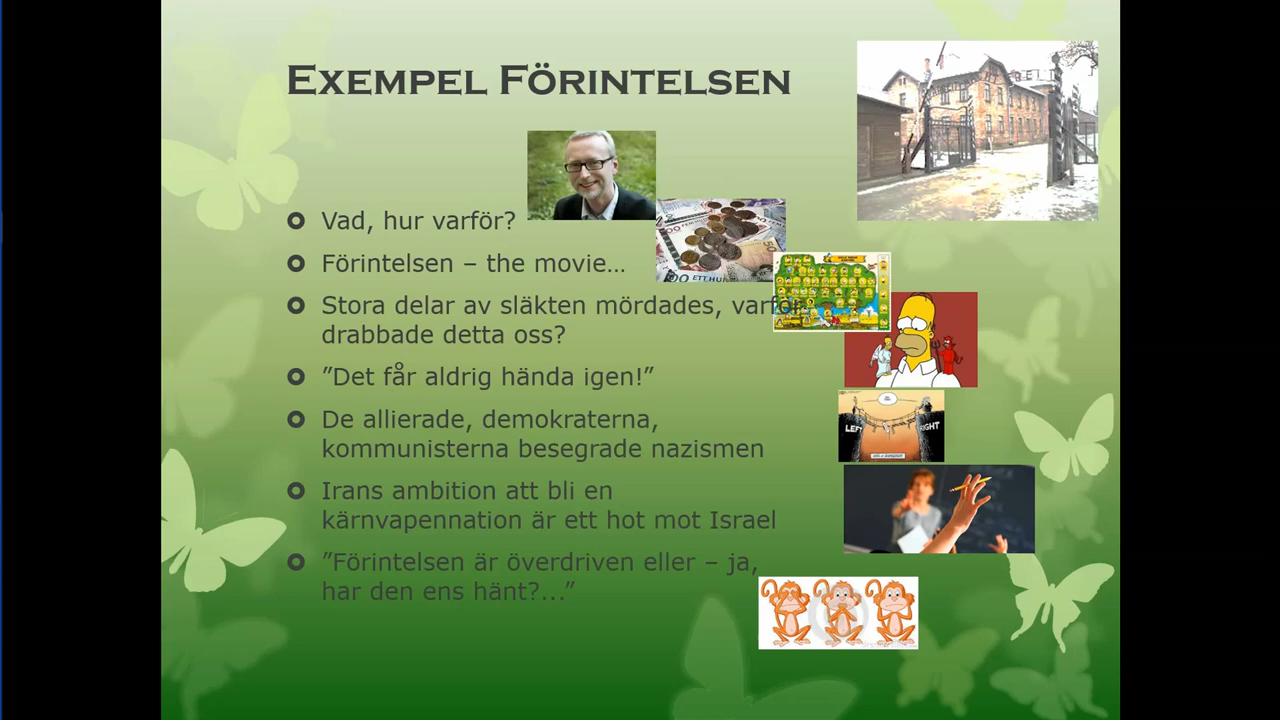 EXEMPEL FÖRINTELSEN
Vad, hur varför?
Förintelsen – the movie...
Stora delar av släkten mördades, varför
drabbade detta oss?
”Det får aldrig hända igen!”
De allierade, demokraterna,
kommunisterna besegrade nazismen
Irans ambition att bli en
kärnvapennation är ett hot mot Israel
”Förintelsen är överdriven eller – ja,
har den ens hänt?...”
LEFT
RIGHT